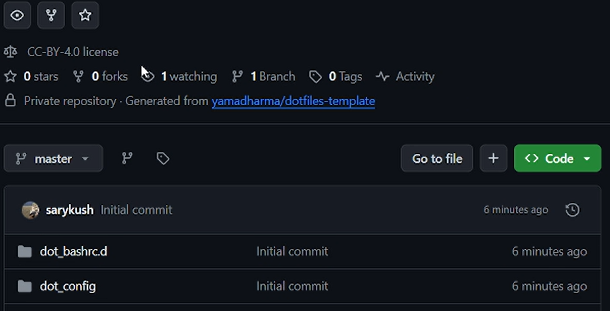 CC-BY-4.0 license
0 stars 0 forks 1 watching 1 Branch 0 Tags Activity
Private repository · Generated from yamadharma/dotfiles-template
master Go to file Code
sarykush Initial commit 6 minutes ago
dot_bashrc.d Initial commit 6 minutes ago
dot_config Initial commit 6 minutes ago